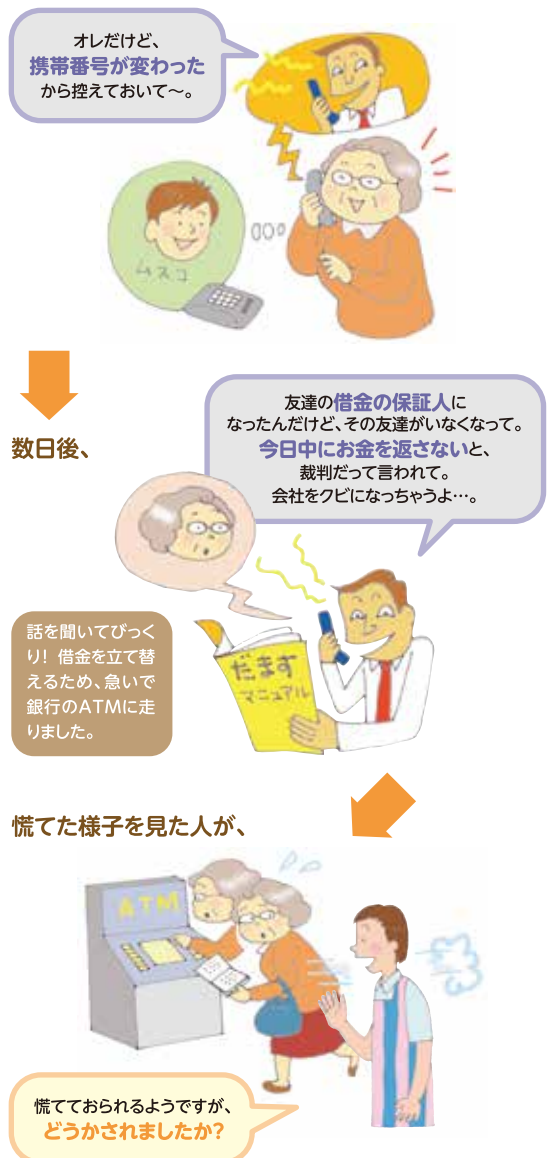 オレだけど、
携帯番号が変わった
から控えておいて〜。
ムスコ
数日後、
友達の借金の保証人に
なったんだけど、その友達がいなくなって。
今日中にお金を返さないと、
裁判だって言われて。
会社をクビになっちゃうよ…。
話を聞いてびっく
り！ 借金を立て替
えるため、急いで
銀行のATMに走
りました。
だます
マニュアル
慌てた様子を見た人が、
ATM
慌てておられるようですが、
どうかされましたか？